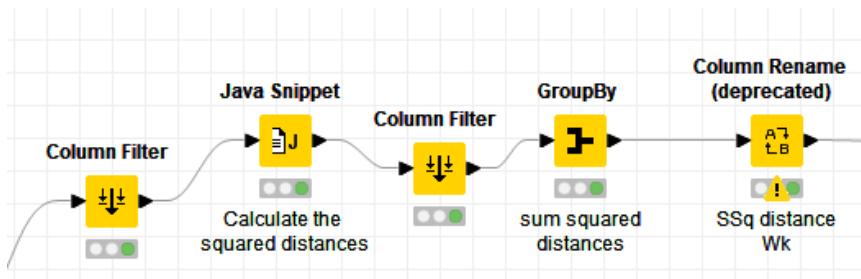 Column Filter
Java Snippet
Calculate the
squared distances
Column Filter
GroupBy
sum squared
distances
Column Rename
(deprecated)
SSq distance
Wk